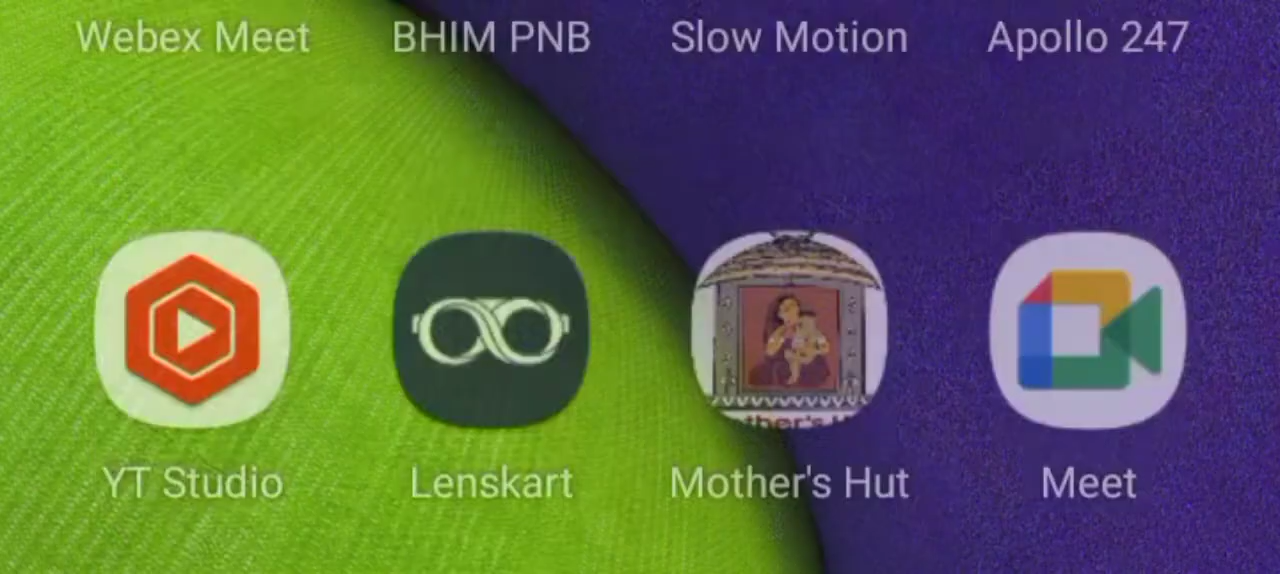 Webex Meet BHIM PNB Slow Motion Apollo 247
YT Studio Lenskart Mother's Hut Meet